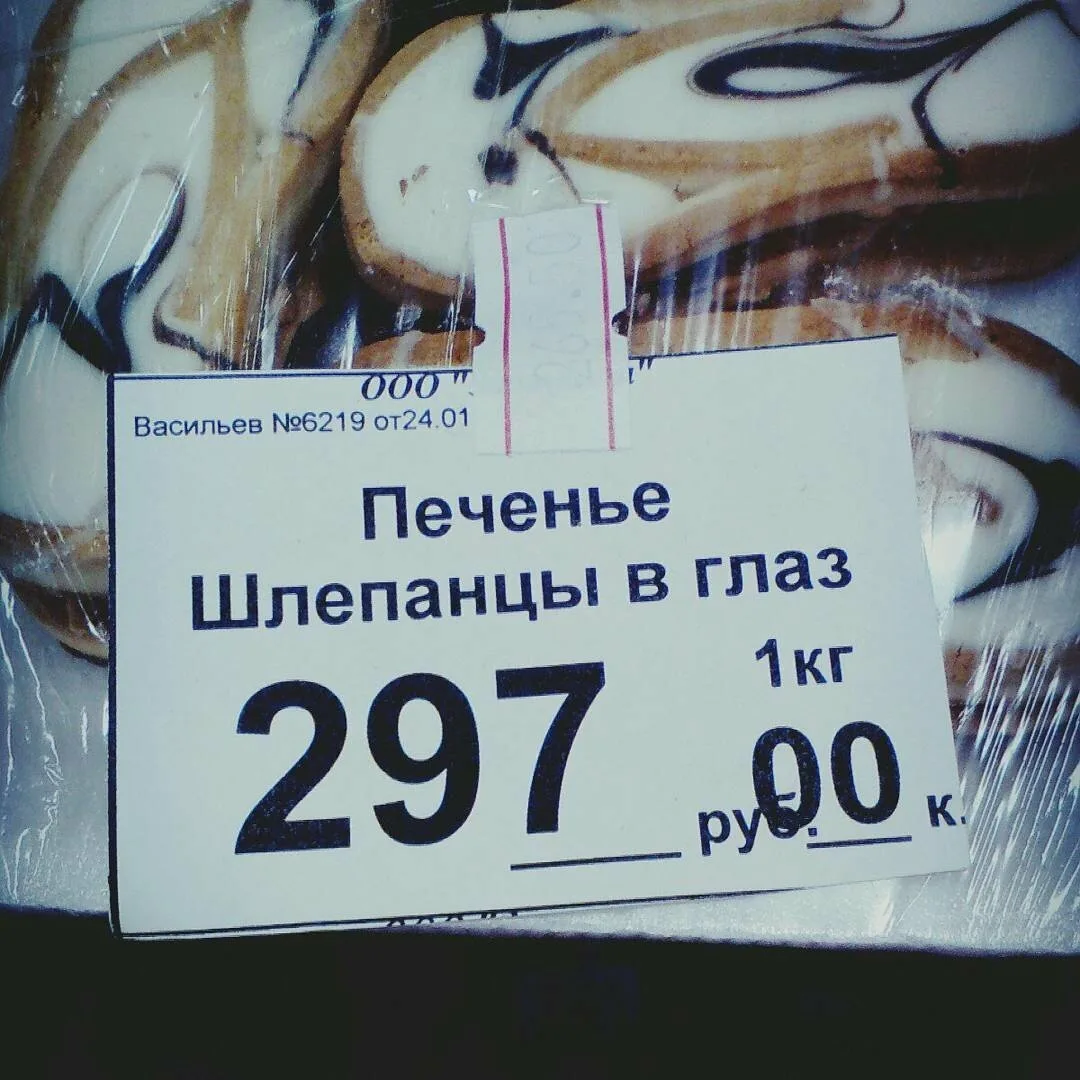 ООО "
Васильев №6219 от24.01
Печенье
Шлепанцы в глаз
1кг
297 руб. 00 к.